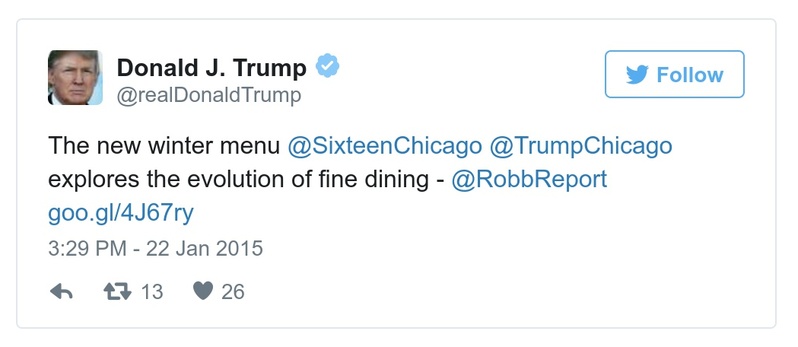 Donald J. Trump
@realDonaldTrump
Follow
The new winter menu @SixteenChicago @TrumpChicago
explores the evolution of fine dining - @RobbReport
goo.gl/4J67ry
3:29 PM - 22 Jan 2015
13 26